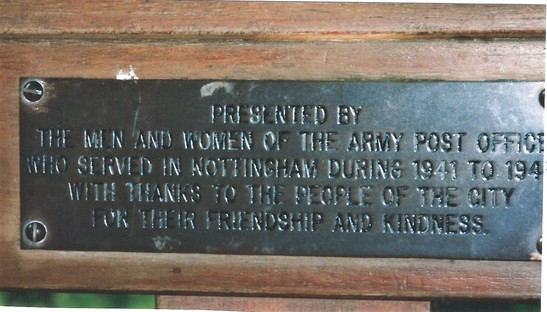 PRESENTED BY
THE MEN AND WOMEN OF THE ARMY POST OFFICE
WHO SERVED IN NOTTINGHAM DURING 1941 TO 194
WITH THANKS TO THE PEOPLE OF THE CITY
FOR THEIR FRIENDSHIP AND KINDNESS.